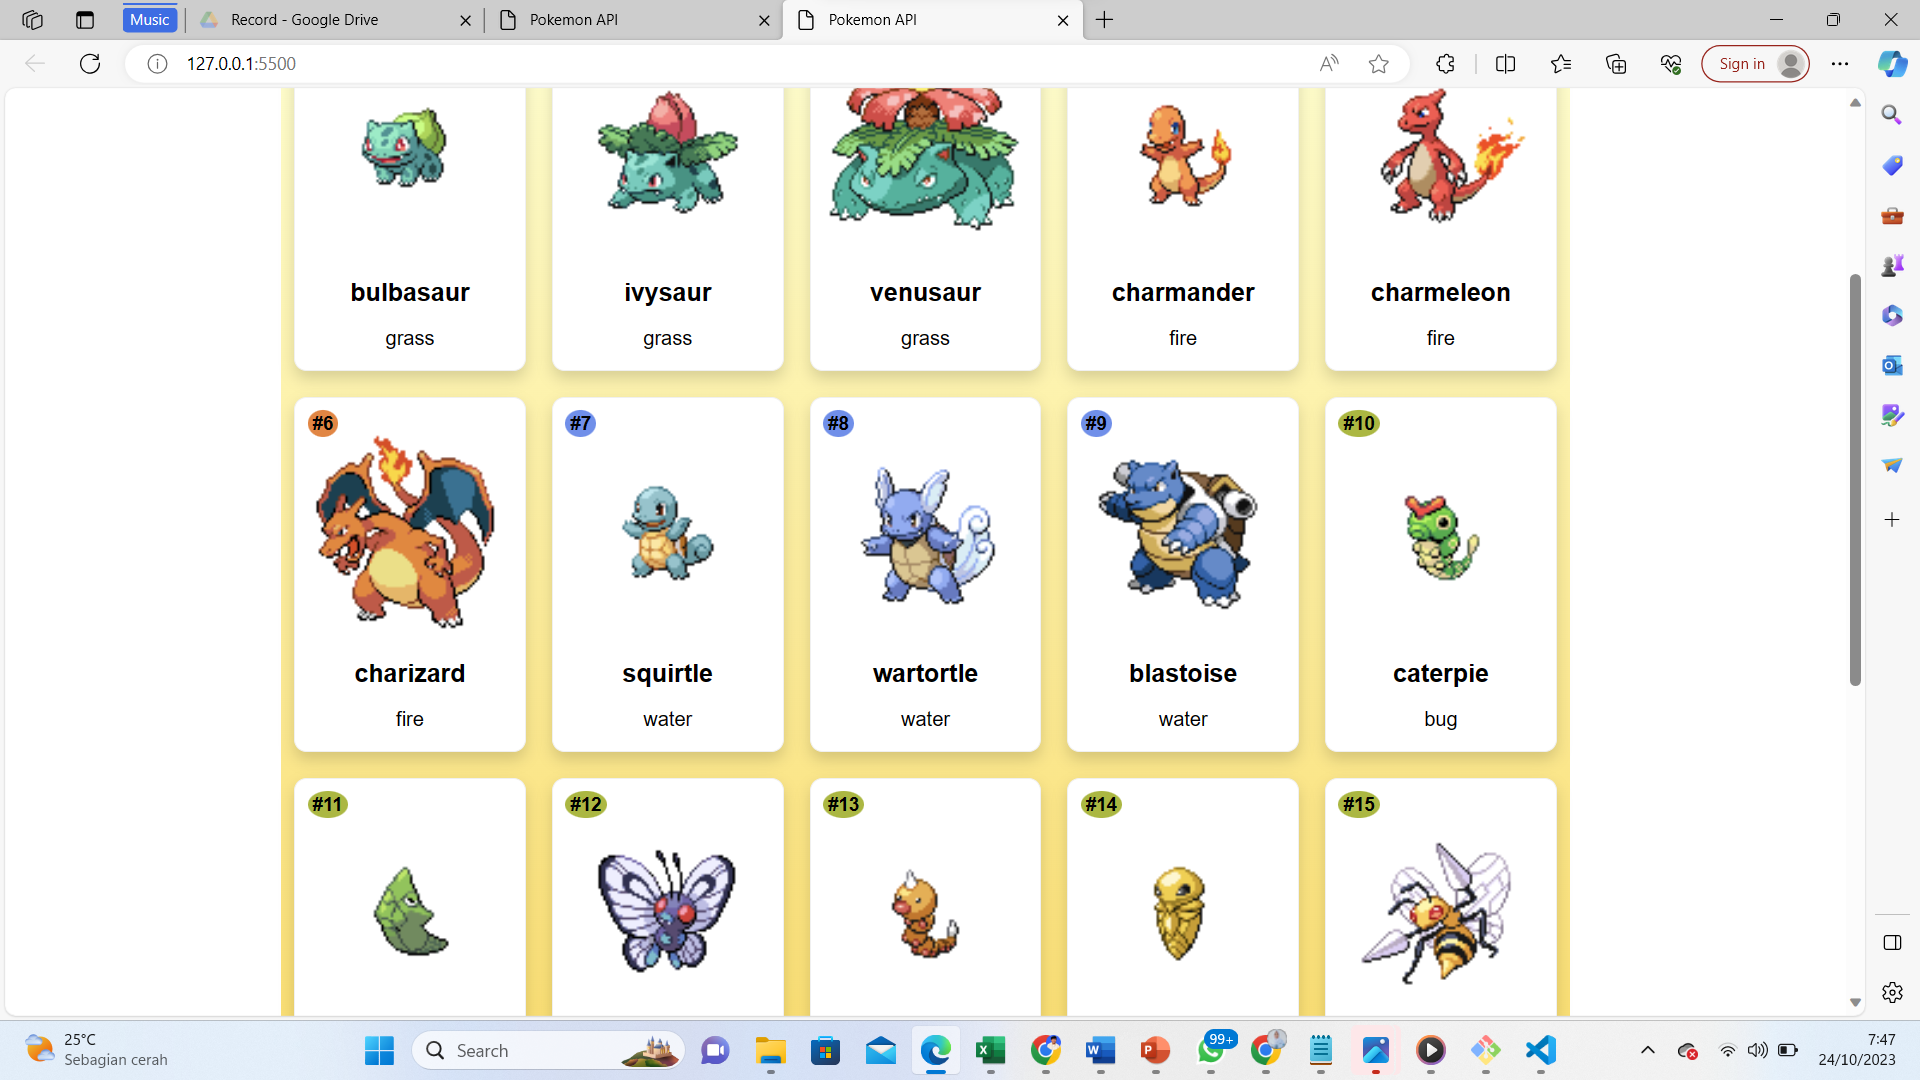 Music
Record - Google Drive
Pokemon API
Pokemon API
127.0.0.1:5500
A
Sign in
bulbasaur
ivysaur
venusaur
charmander
charmeleon
grass
grass
grass
fire
fire
#6
#7
#8
#9
#10
charizard
squirtle
wartortle
blastoise
caterpie
fire
water
water
water
bug
#11
#12
#13
#14
#15
25°C
Sebagian cerah
Search
99+
7:47
24/10/2023